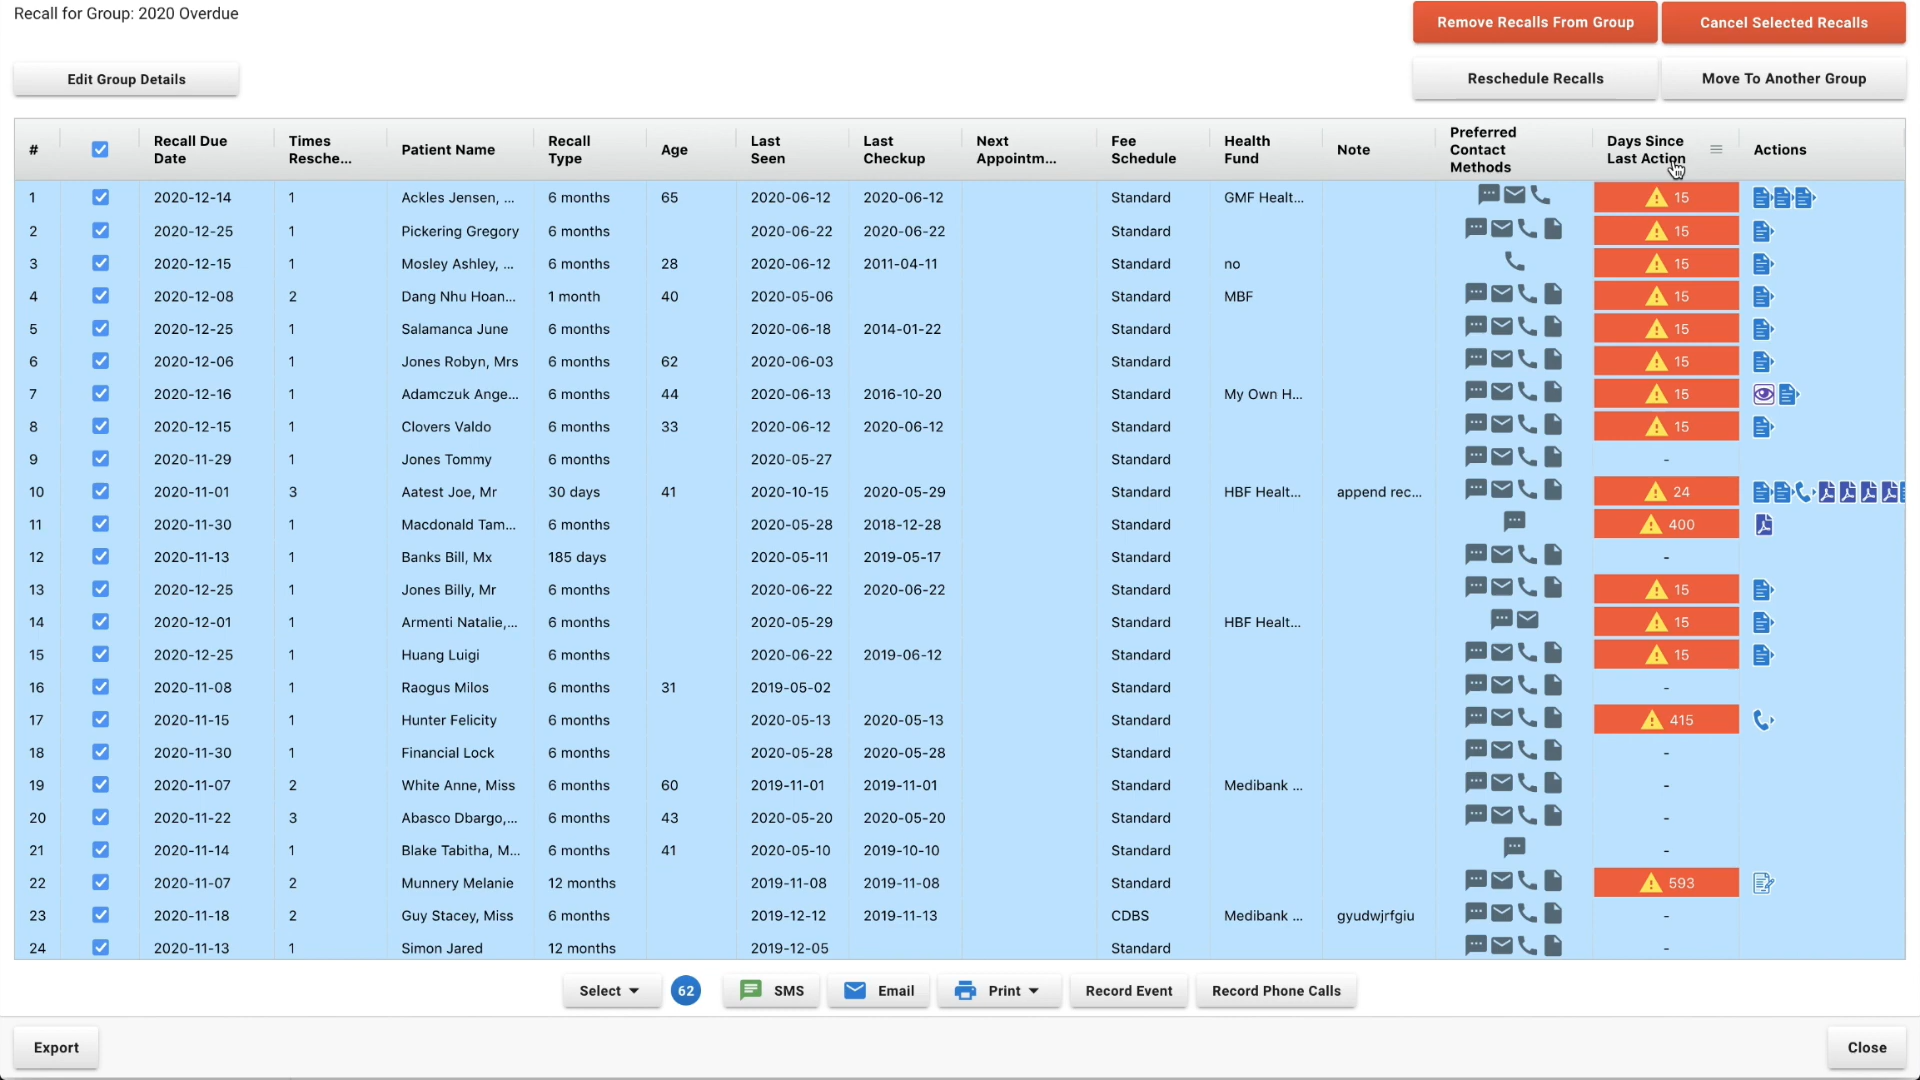 Recall for Group: 2020 Overdue
Remove Recalls From Group Cancel Selected Recalls
Edit Group Details Reschedule Recalls Move To Another Group
# Recall Due Date Times Resche... Patient Name Recall Type Age Last Seen Last Checkup Next Appointm... Fee Schedule Health Fund Note Preferred Contact Methods Days Since Last Action Actions
1 2020-12-14 1 Ackles Jensen, ... 6 months 65 2020-06-12 2020-06-12 Standard GMF Healt... 15
2 2020-12-25 1 Pickering Gregory 6 months 2020-06-22 2020-06-22 Standard 15
3 2020-12-15 1 Mosley Ashley, ... 6 months 28 2020-06-12 2011-04-11 Standard no 15
4 2020-12-08 2 Dang Nhu Hoan... 1 month 40 2020-05-06 Standard MBF 15
5 2020-12-25 1 Salamanca June 6 months 2020-06-18 2014-01-22 Standard 15
6 2020-12-06 1 Jones Robyn, Mrs 6 months 62 2020-06-03 Standard 15
7 2020-12-16 1 Adamczuk Ange... 6 months 44 2020-06-13 2016-10-20 Standard My Own H... 15
8 2020-12-15 1 Clovers Valdo 6 months 33 2020-06-12 2020-06-12 Standard 15
9 2020-11-29 1 Jones Tommy 6 months 2020-05-27 Standard -
10 2020-11-01 3 Aatest Joe, Mr 30 days 41 2020-10-15 2020-05-29 Standard HBF Healt... append rec... 24
11 2020-11-30 1 Macdonald Tam... 6 months 2020-05-28 2018-12-28 Standard 400
12 2020-11-13 1 Banks Bill, Mx 185 days 2020-05-11 2019-05-17 Standard -
13 2020-12-25 1 Jones Billy, Mr 6 months 2020-06-22 2020-06-22 Standard 15
14 2020-12-01 1 Armenti Natalie,... 6 months 2020-05-29 Standard HBF Healt... 15
15 2020-12-25 1 Huang Luigi 6 months 2020-06-22 2019-06-12 Standard 15
16 2020-11-08 1 Raogus Milos 6 months 31 2019-05-02 Standard -
17 2020-11-15 1 Hunter Felicity 6 months 2020-05-13 2020-05-13 Standard 415
18 2020-11-30 1 Financial Lock 6 months 2020-05-28 2020-05-28 Standard -
19 2020-11-07 2 White Anne, Miss 6 months 60 2019-11-01 2019-11-01 Standard Medibank ... -
20 2020-11-22 3 Abasco Dbargo,... 6 months 43 2020-05-20 2020-05-20 Standard -
21 2020-11-14 1 Blake Tabitha, M... 6 months 41 2020-05-10 2019-10-10 Standard -
22 2020-11-07 2 Munnery Melanie 12 months 2019-11-08 2019-11-08 Standard 593
23 2020-11-18 2 Guy Stacey, Miss 6 months 2019-12-12 2019-11-13 CDBS Medibank ... gyudwjrfgiu -
24 2020-11-13 1 Simon Jared 12 months 2019-12-05 Standard -
Select 62 SMS Email Print Record Event Record Phone Calls
Export Close